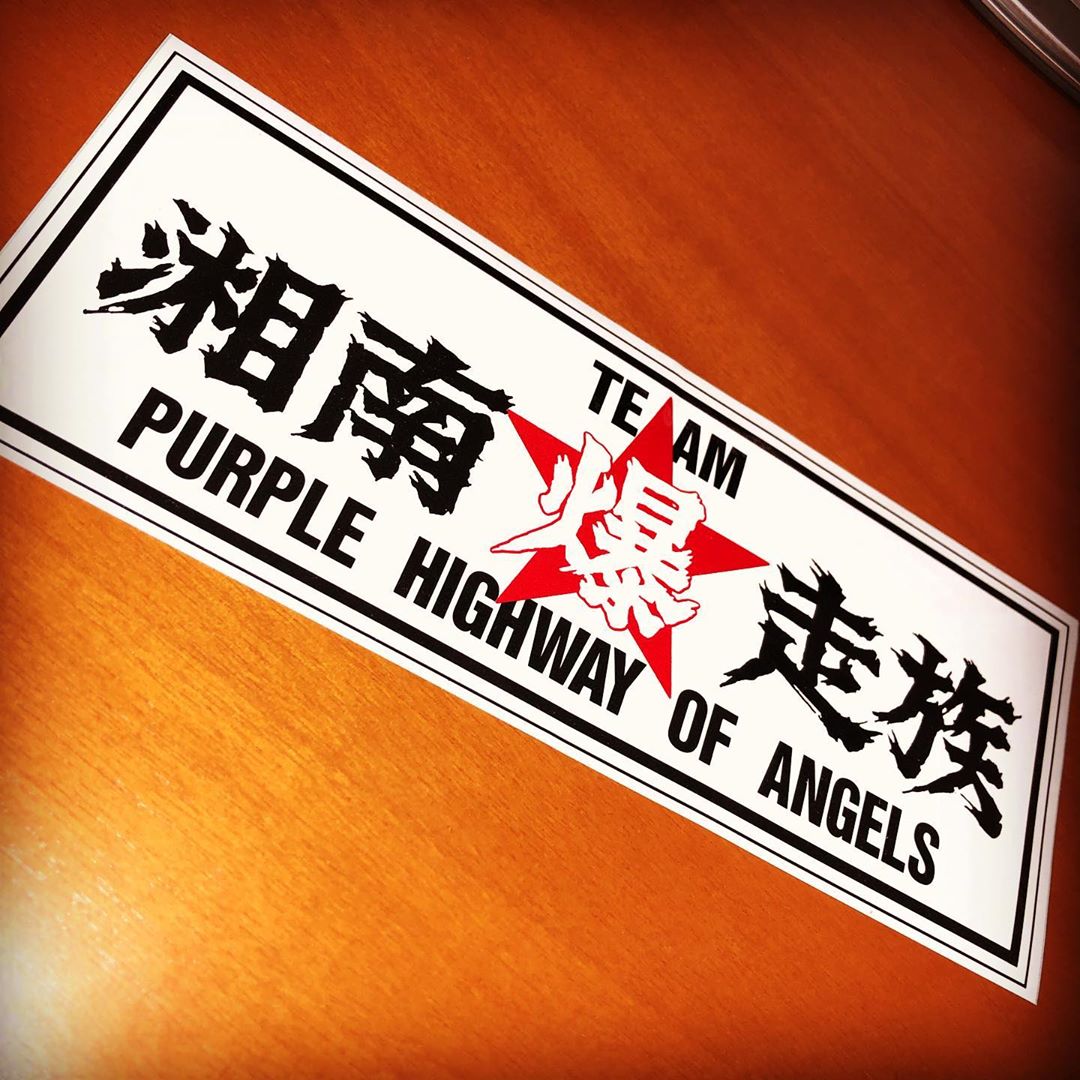 TEAM
湘南爆走族
PURPLE HIGHWAY OF ANGELS